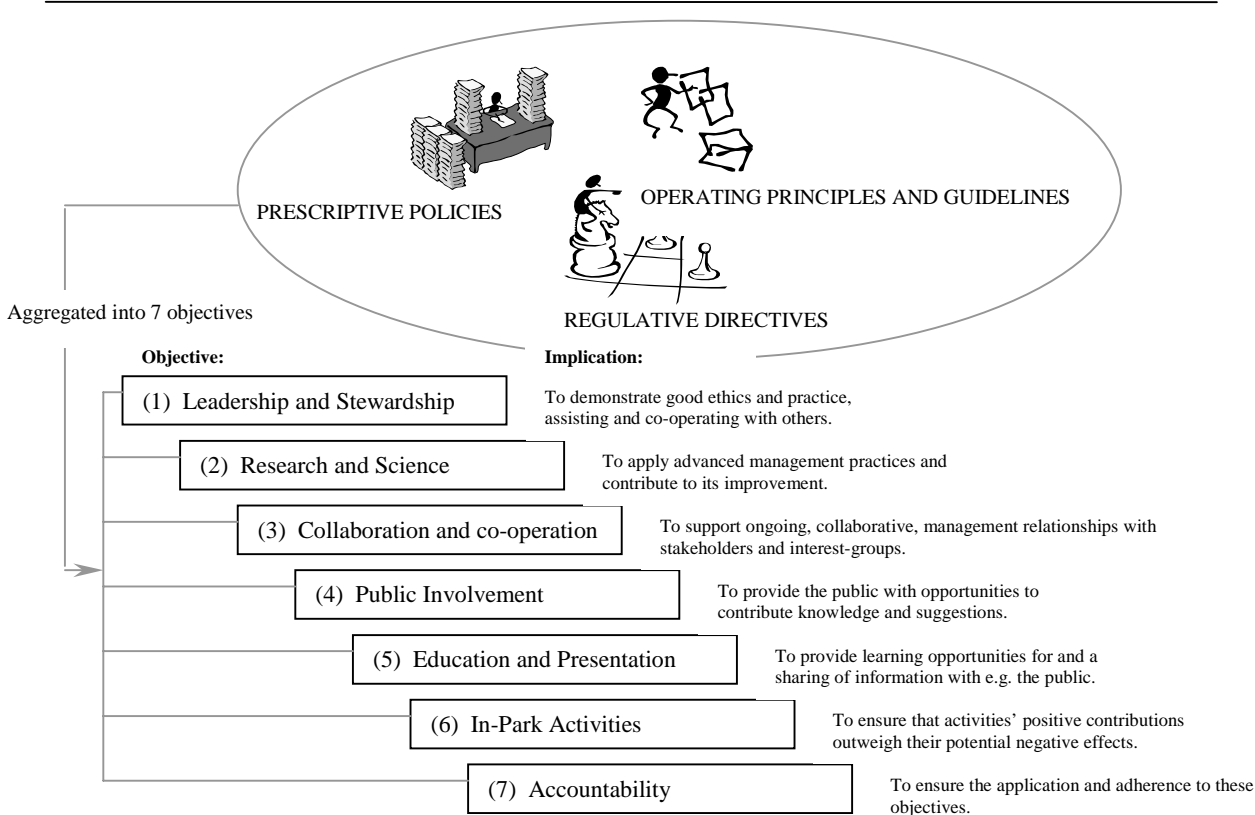 PRESCRIPTIVE POLICIES
OPERATING PRINCIPLES AND GUIDELINES
REGULATIVE DIRECTIVES
Aggregated into 7 objectives
Objective:
Implication:
(1) Leadership and Stewardship
To demonstrate good ethics and practice,
assisting and co-operating with others.
(2) Research and Science
To apply advanced management practices and
contribute to its improvement.
(3) Collaboration and co-operation
To support ongoing, collaborative, management relationships with
stakeholders and interest-groups.
(4) Public Involvement
To provide the public with opportunities to
contribute knowledge and suggestions.
(5) Education and Presentation
To provide learning opportunities for and a
sharing of information with e.g. the public.
(6) In-Park Activities
To ensure that activities’ positive contributions
outweigh their potential negative effects.
(7) Accountability
To ensure the application and adherence to these
objectives.